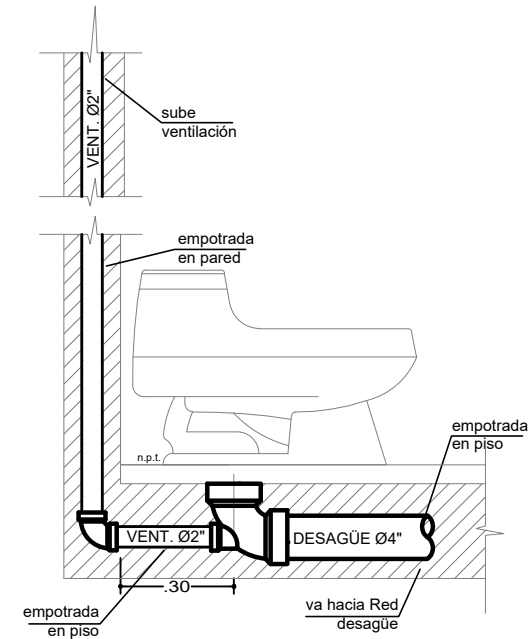 VENT. Ø2"
sube
ventilación
empotrada
en pared
empotrada
en piso
n.p.t.
VENT. Ø2"
DESAGÜE Ø4"
.30
empotrada
en piso
va hacia Red
desagüe